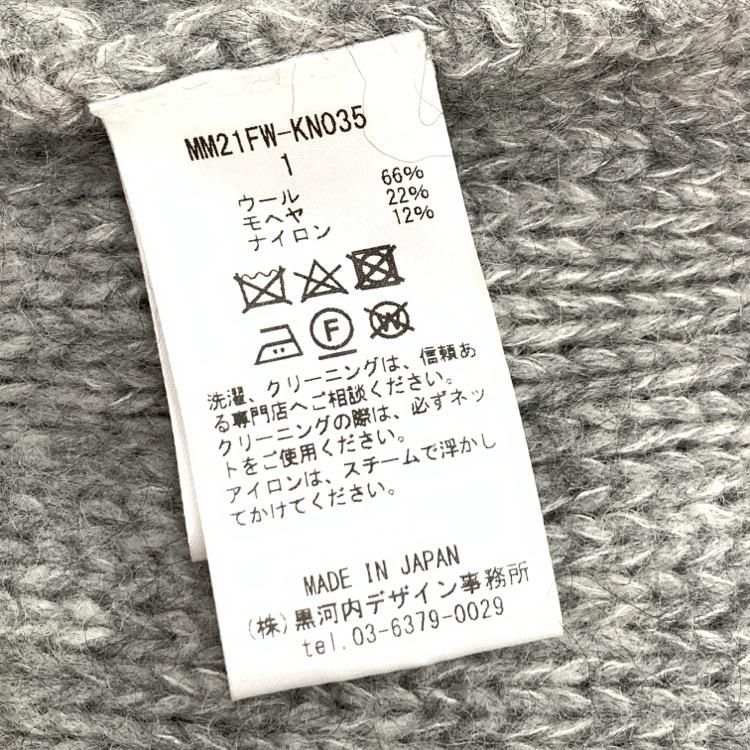 MM21FW-KN035
1
ウール 66%
モヘヤ 22%
ナイロン 12%
F W
洗濯、クリーニングは、信頼あ
る専門店へご相談ください。
クリーニングの際は、必ずネッ
トをご使用ください。
アイロンは、スチームで浮かし
てかけてください。
MADE IN JAPAN
(株)黒河内デザイン事務所
tel.03-6379-0029